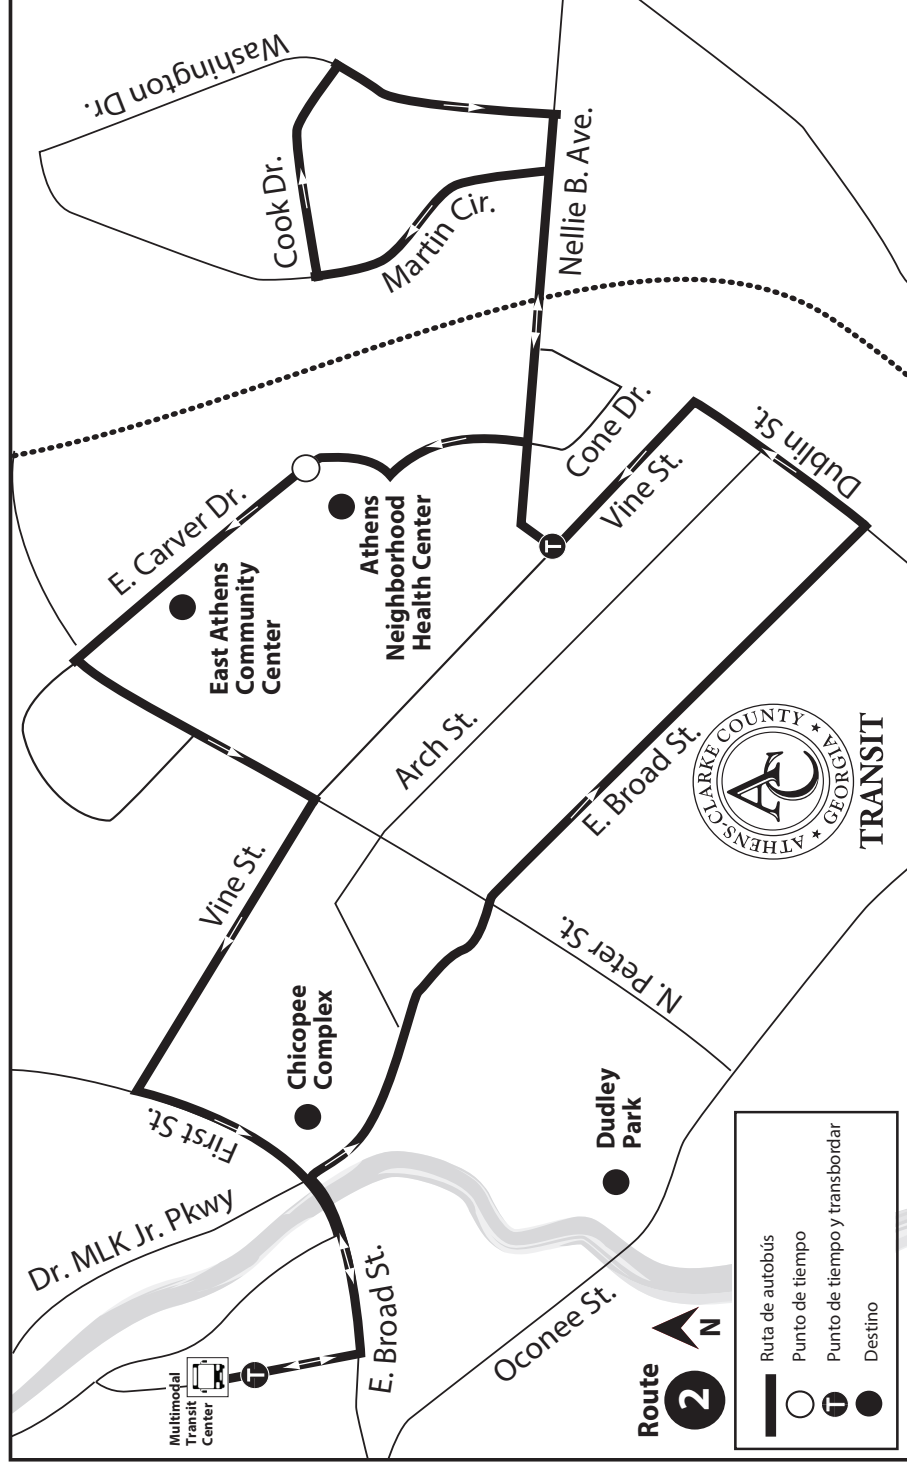 Washington Dr.
Cook Dr.
Martin Cir.
Nellie B. Ave.
E. Carver Dr.
Athens
Neighborhood
Health Center
East Athens
Community
Center
Cone Dr.
Vine St.
Dublin St.
T
Arch St.
E. Broad St.
Vine St.
N. Peter St.
Chicopee
Complex
First St.
Dudley
Park
Dr. MLK Jr. Pkwy
E. Broad St.
Oconee St.
Multimodal
Transit
Center
T
ATHENS-CLARKE COUNTY
GEORGIA
AC
TRANSIT
Route
2
N
Ruta de autobús
Punto de tiempo
T Punto de tiempo y transbordar
Destino